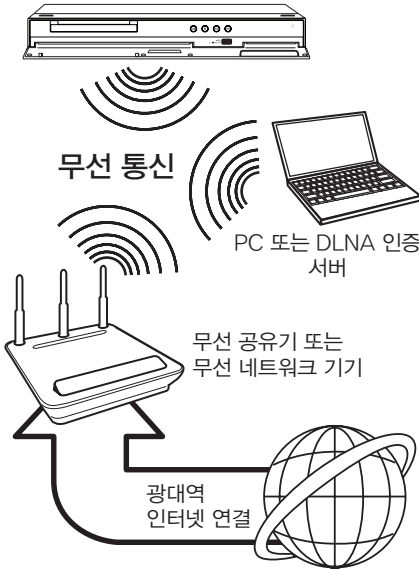 무선 통신
PC 또는 DLNA 인증
서버
무선 공유기 또는
무선 네트워크 기기
광대역
인터넷 연결